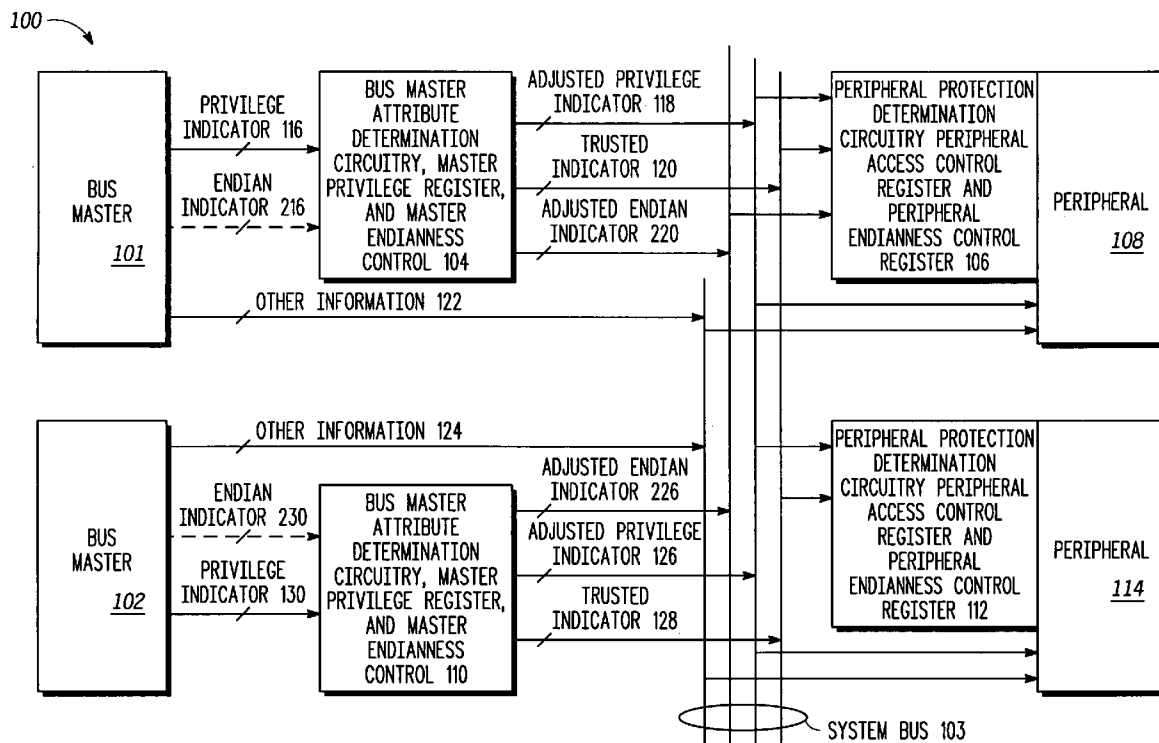 100
BUS
MASTER
101
PRIVILEGE
INDICATOR 116
ENDIAN
INDICATOR 216
BUS MASTER
ATTRIBUTE
DETERMINATION
CIRCUITRY, MASTER
PRIVILEGE REGISTER,
AND MASTER
ENDIANNESS
CONTROL 104
ADJUSTED PRIVILEGE
INDICATOR 118
TRUSTED
INDICATOR 120
ADJUSTED ENDIAN
INDICATOR 220
OTHER INFORMATION 122
PERIPHERAL PROTECTION
DETERMINATION
CIRCUITRY PERIPHERAL
ACCESS CONTROL
REGISTER AND
PERIPHERAL
ENDIANNESS CONTROL
REGISTER 106
PERIPHERAL
108
BUS
MASTER
102
OTHER INFORMATION 124
ENDIAN
INDICATOR 230
PRIVILEGE
INDICATOR 130
BUS MASTER
ATTRIBUTE
DETERMINATION
CIRCUITRY, MASTER
PRIVILEGE REGISTER,
AND MASTER
ENDIANNESS
CONTROL 110
ADJUSTED ENDIAN
INDICATOR 226
ADJUSTED PRIVILEGE
INDICATOR 126
TRUSTED
INDICATOR 128
PERIPHERAL PROTECTION
DETERMINATION
CIRCUITRY PERIPHERAL
ACCESS CONTROL
REGISTER AND
PERIPHERAL
ENDIANNESS CONTROL
REGISTER 112
PERIPHERAL
114
SYSTEM BUS 103